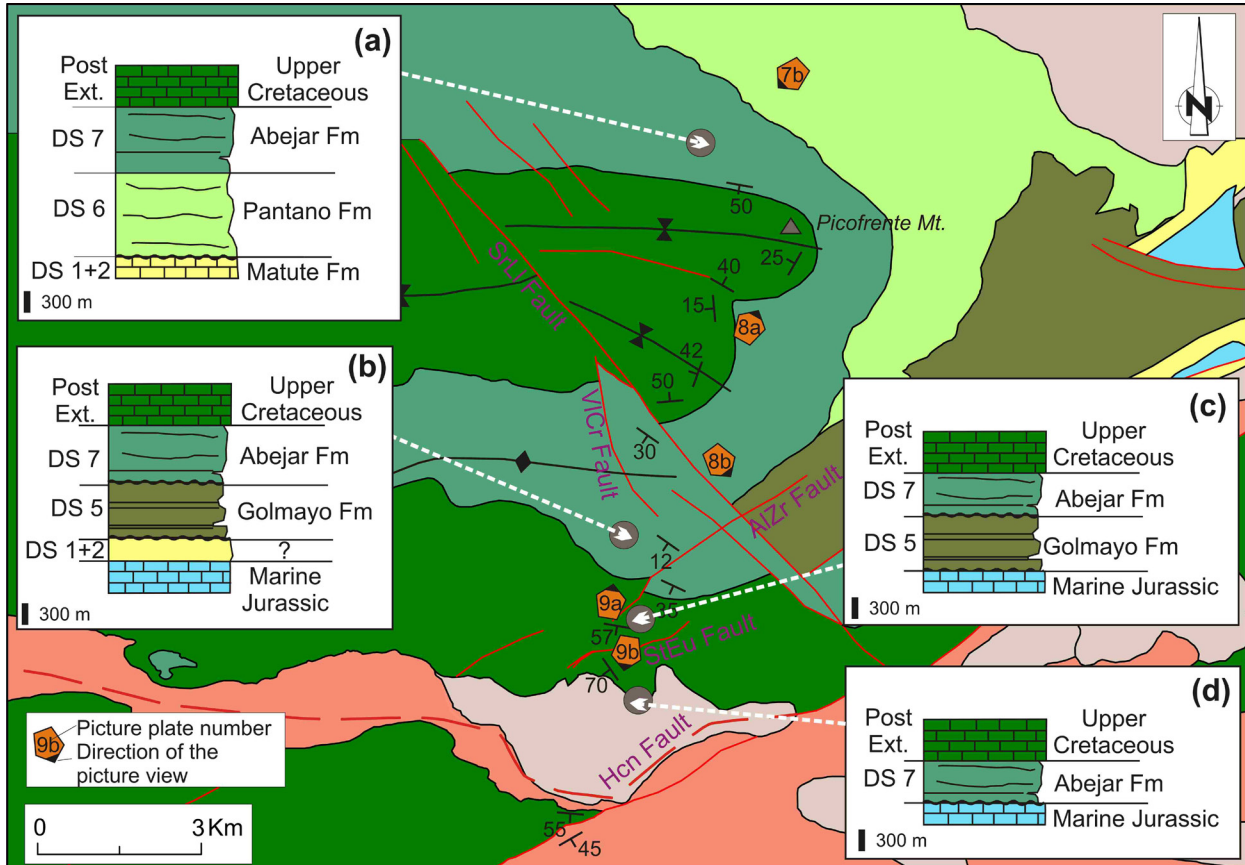 (a)
Post
Ext.
Upper
Cretaceous
DS 7
Abejar Fm
DS 6
Pantano Fm
DS 1+2
Matute Fm
300 m
(b)
Post
Ext.
Upper
Cretaceous
DS 7
Abejar Fm
DS 5
Golmayo Fm
DS 1+2
?
Marine
Jurassic
300 m
7b
N
50
Picofrente Mt.
25
40
15
SrLl Fault
8a
42
50
VlCr Fault
30
8b
AlZr Fault
12
35
9a
57
StEu Fault
9b
70
Hcn Fault
55
45
(c)
Post
Ext.
Upper
Cretaceous
DS 7
Abejar Fm
DS 5
Golmayo Fm
Marine Jurassic
300 m
(d)
Post
Ext.
Upper
Cretaceous
DS 7
Abejar Fm
Marine Jurassic
300 m
9b
Picture plate number
Direction of the
picture view
0 3 Km